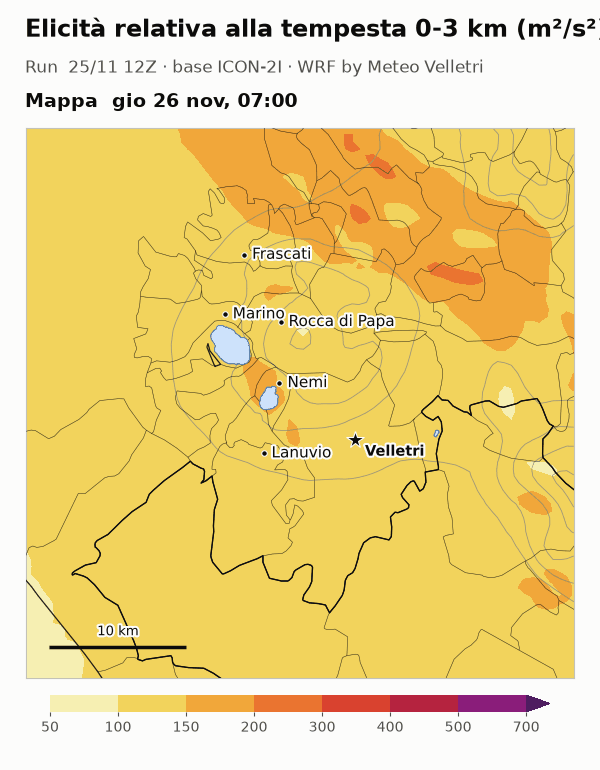 Elicità relativa alla tempesta 0-3 km (m²/s²)
Run  25/11 12Z · base ICON-2I · WRF by Meteo Velletri
Mappa  gio 26 nov, 07:00
Frascati
Marino
Rocca di Papa
Nemi
Velletri
Lanuvio
10 km
50 100 150 200 300 400 500 700